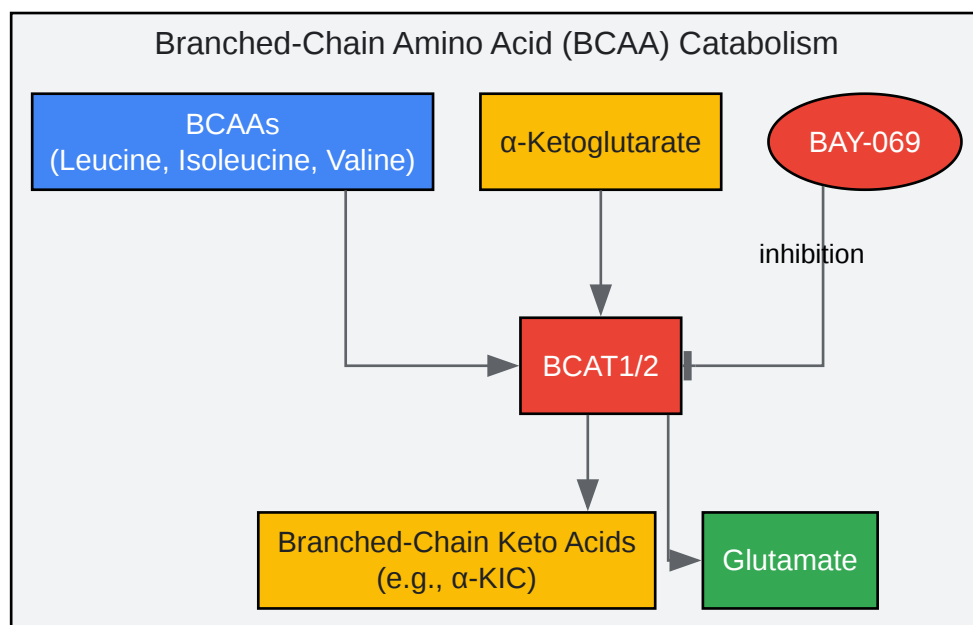 Branched-Chain Amino Acid (BCAA) Catabolism
BCAAs
(Leucine, Isoleucine, Valine)
α-Ketoglutarate
BAY-069
inhibition
BCAT1/2
Branched-Chain Keto Acids
(e.g., α-KIC)
Glutamate